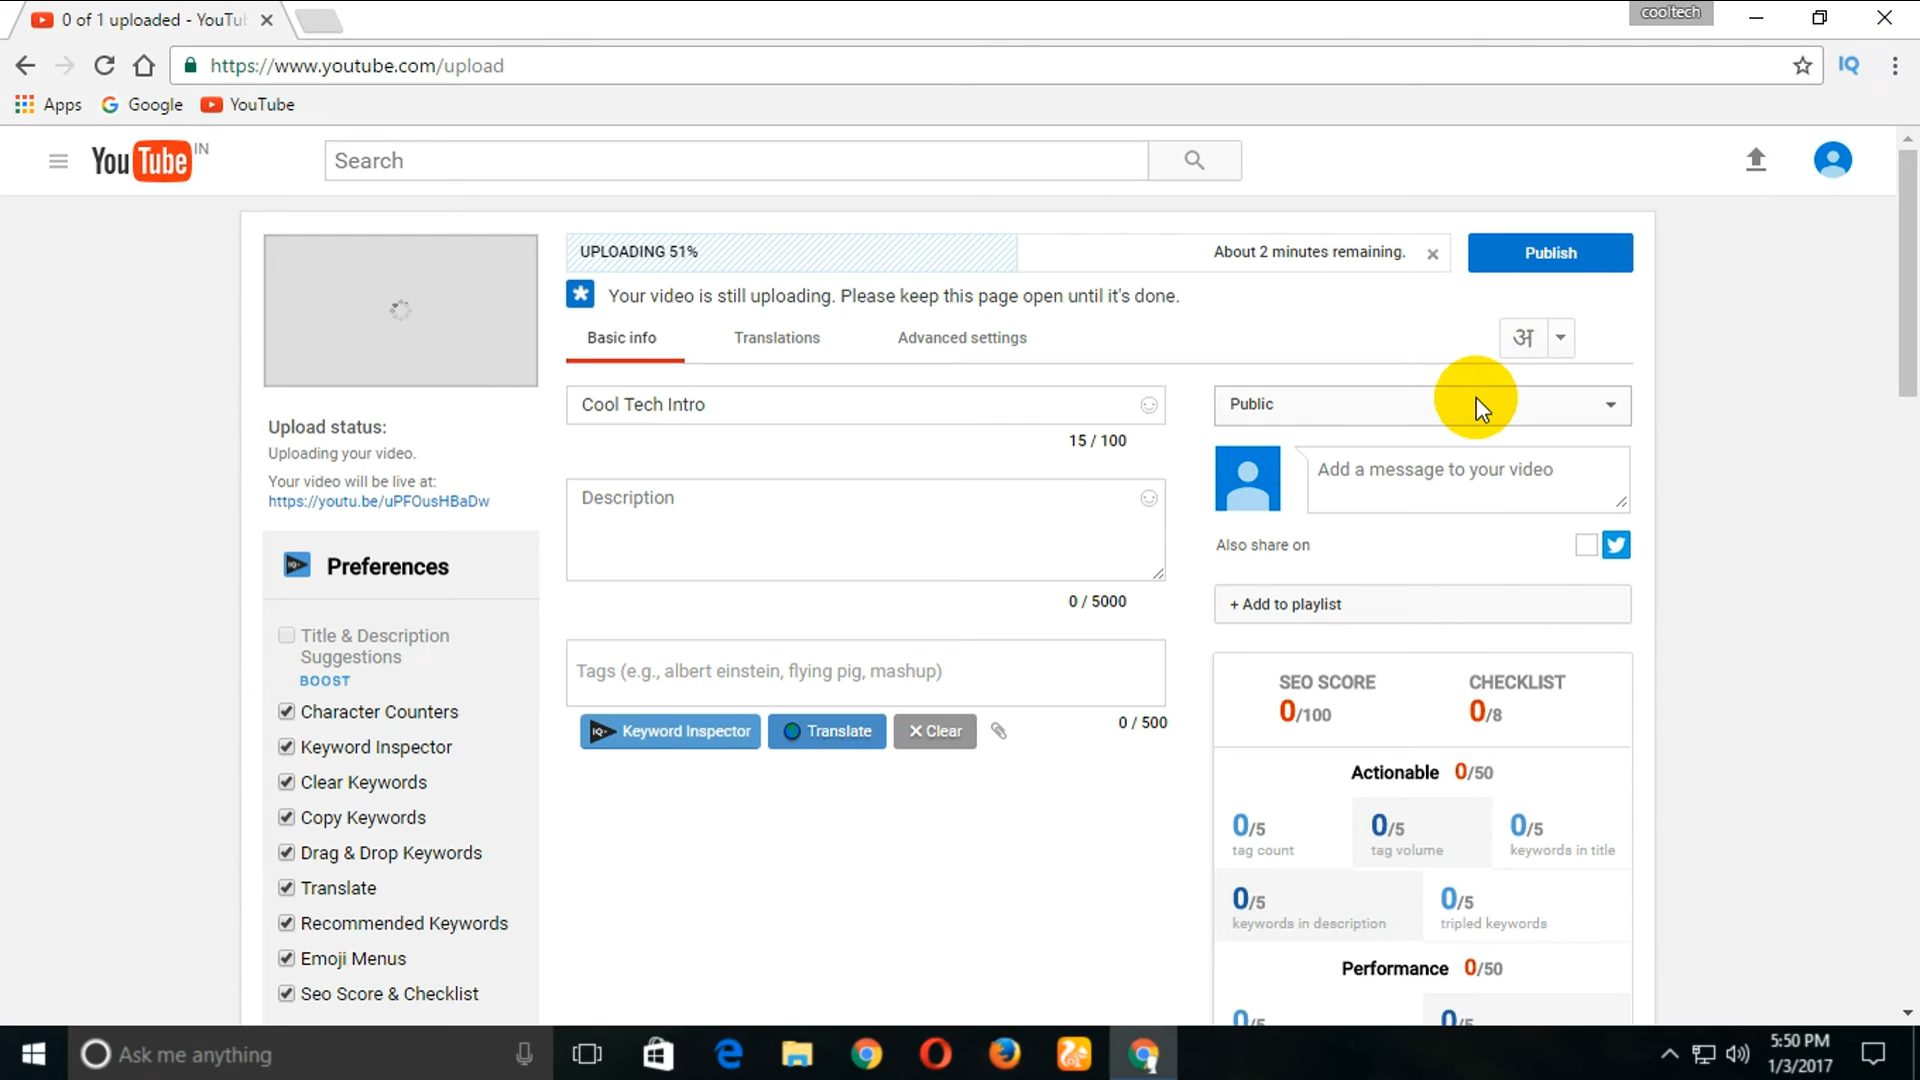 0 of 1 uploaded - YouTu
cooltech
https://www.youtube.com/upload
IQ
Apps
Google
YouTube
YouTube IN
Search
UPLOADING 51%
About 2 minutes remaining.
Publish
Your video is still uploading. Please keep this page open until it's done.
Basic info
Translations
Advanced settings
अ
Cool Tech Intro
15 / 100
Public
Upload status:
Uploading your video.
Your video will be live at:
https://youtu.be/uPFOusHBaDw
Description
0 / 5000
Add a message to your video
Also share on
+ Add to playlist
Preferences
Title & Description
Suggestions
BOOST
Character Counters
Keyword Inspector
Clear Keywords
Copy Keywords
Drag & Drop Keywords
Translate
Recommended Keywords
Emoji Menus
Seo Score & Checklist
Tags (e.g., albert einstein, flying pig, mashup)
IQ+ Keyword Inspector
Translate
Clear
0 / 500
SEO SCORE
0/100
CHECKLIST
0/8
Actionable 0/50
0/5
tag count
0/5
tag volume
0/5
keywords in title
0/5
keywords in description
0/5
tripled keywords
Performance 0/50
Ask me anything
5:50 PM
1/3/2017